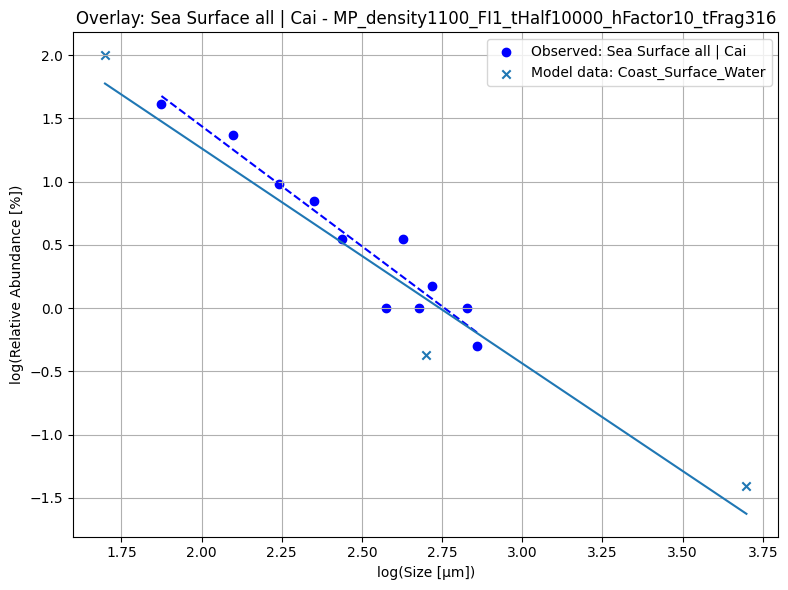 Overlay: Sea Surface all | Cai - MP_density1100_FI1_tHalf10000_hFactor10_tFrag316
Observed: Sea Surface all | Cai
Model data: Coast_Surface_Water
log(Relative Abundance [%])
2.0
1.5
1.0
0.5
0.0
−0.5
−1.0
−1.5
1.75 2.00 2.25 2.50 2.75 3.00 3.25 3.50 3.75
log(Size [μm])